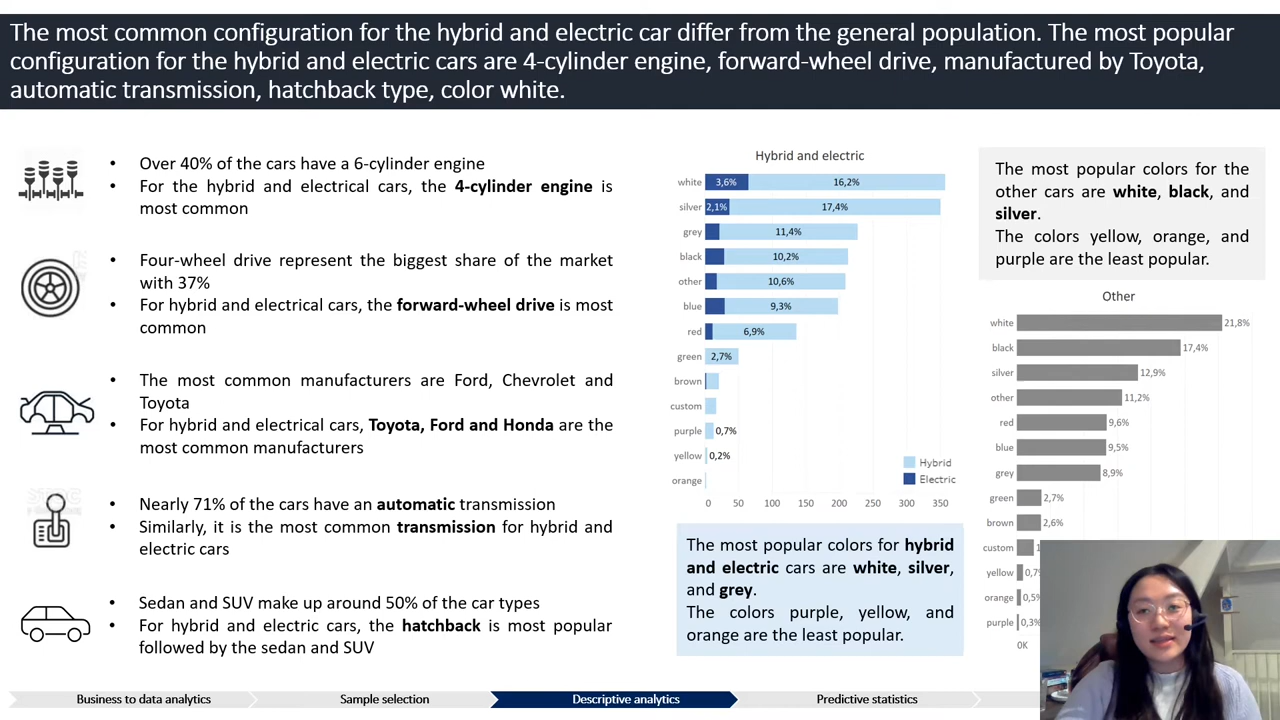 The most common configuration for the hybrid and electric car differ from the general population. The most popular
configuration for the hybrid and electric cars are 4-cylinder engine, forward-wheel drive, manufactured by Toyota,
automatic transmission, hatchback type, color white.
• Over 40% of the cars have a 6-cylinder engine
• For the hybrid and electrical cars, the 4-cylinder engine is
most common
• Four-wheel drive represent the biggest share of the market
with 37%
• For hybrid and electrical cars, the forward-wheel drive is most
common
• The most common manufacturers are Ford, Chevrolet and
Toyota
• For hybrid and electrical cars, Toyota, Ford and Honda are the
most common manufacturers
• Nearly 71% of the cars have an automatic transmission
• Similarly, it is the most common transmission for hybrid and
electric cars
• Sedan and SUV make up around 50% of the car types
• For hybrid and electric cars, the hatchback is most popular
followed by the sedan and SUV
Hybrid and electric
white 3,6% 16,2%
silver 2,1% 17,4%
grey 11,4%
black 10,2%
other 10,6%
blue 9,3%
red 6,9%
green 2,7%
brown
custom
purple 0,7%
yellow 0,2%
orange
0 50 100 150 200 250 300 350
Hybrid
Electric
The most popular colors for hybrid
and electric cars are white, silver,
and grey.
The colors purple, yellow, and
orange are the least popular.
The most popular colors for the
other cars are white, black, and
silver.
The colors yellow, orange, and
purple are the least popular.
Other
white 21,8%
black 17,4%
silver 12,9%
other 11,2%
red 9,6%
blue 9,5%
grey 8,9%
green 2,7%
brown 2,6%
custom 1
yellow 0,7%
orange 0,5%
purple 0,3%
0K
Business to data analytics
Sample selection
Descriptive analytics
Predictive statistics